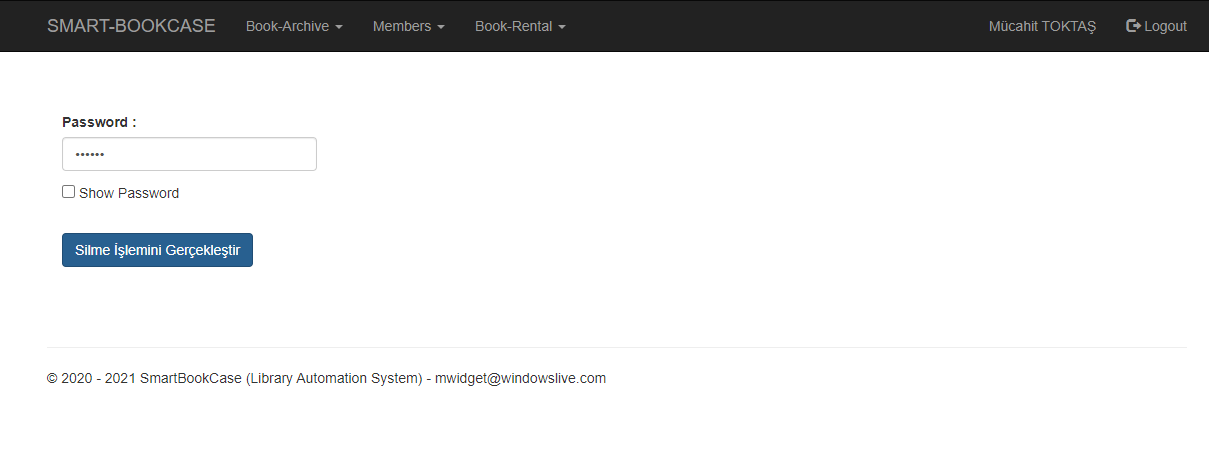 SMART-BOOKCASE Book-Archive Members Book-Rental Mücahit TOKTAŞ Logout
Password :
••••••
Show Password
Silme İşlemini Gerçekleştir
© 2020 - 2021 SmartBookCase (Library Automation System) - mwidget@windowslive.com